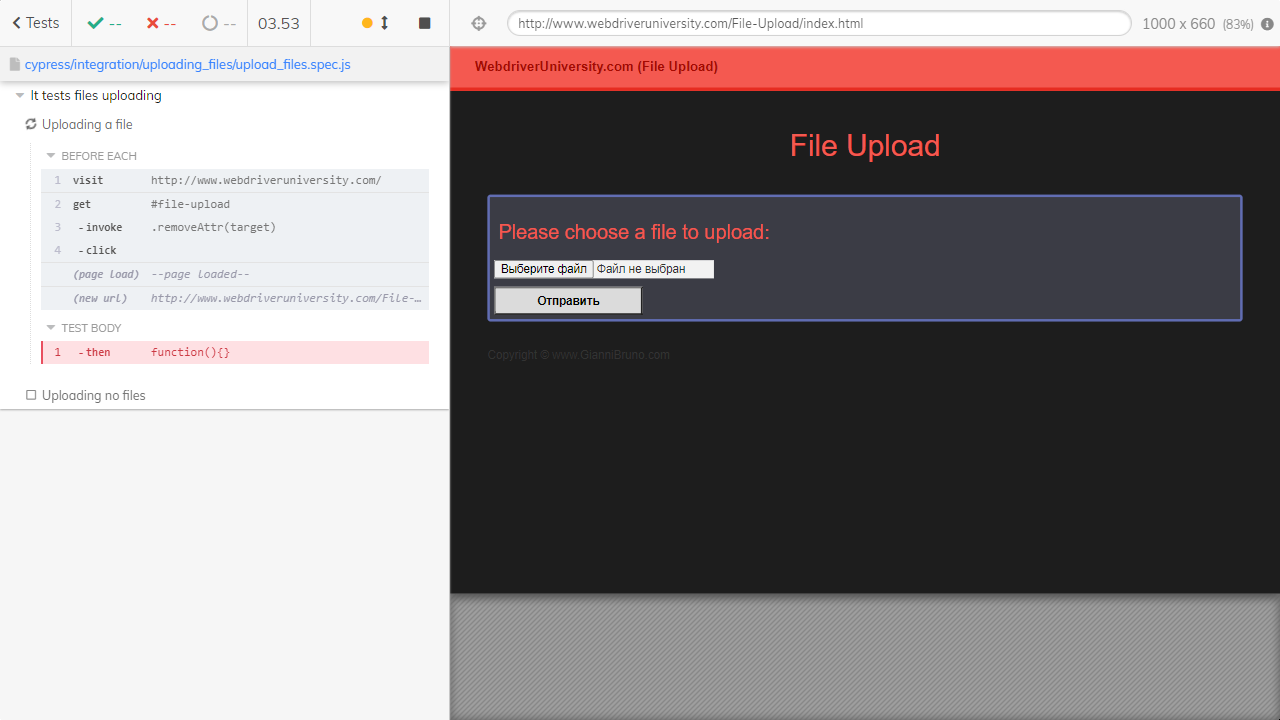 Tests
--
--
--
03.53
http://www.webdriveruniversity.com/File-Upload/index.html
1000 x 660 (83%)
cypress/integration/uploading_files/upload_files.spec.js
It tests files uploading
Uploading a file
BEFORE EACH
1 visit http://www.webdriveruniversity.com/
2 get #file-upload
3 -invoke .removeAttr(target)
4 -click
(page load) --page loaded--
(new url) http://www.webdriveruniversity.com/File-…
TEST BODY
1 -then function(){}
Uploading no files
WebdriverUniversity.com (File Upload)
File Upload
Please choose a file to upload:
Выберите файл Файл не выбран
Отправить
Copyright © www.GianniBruno.com